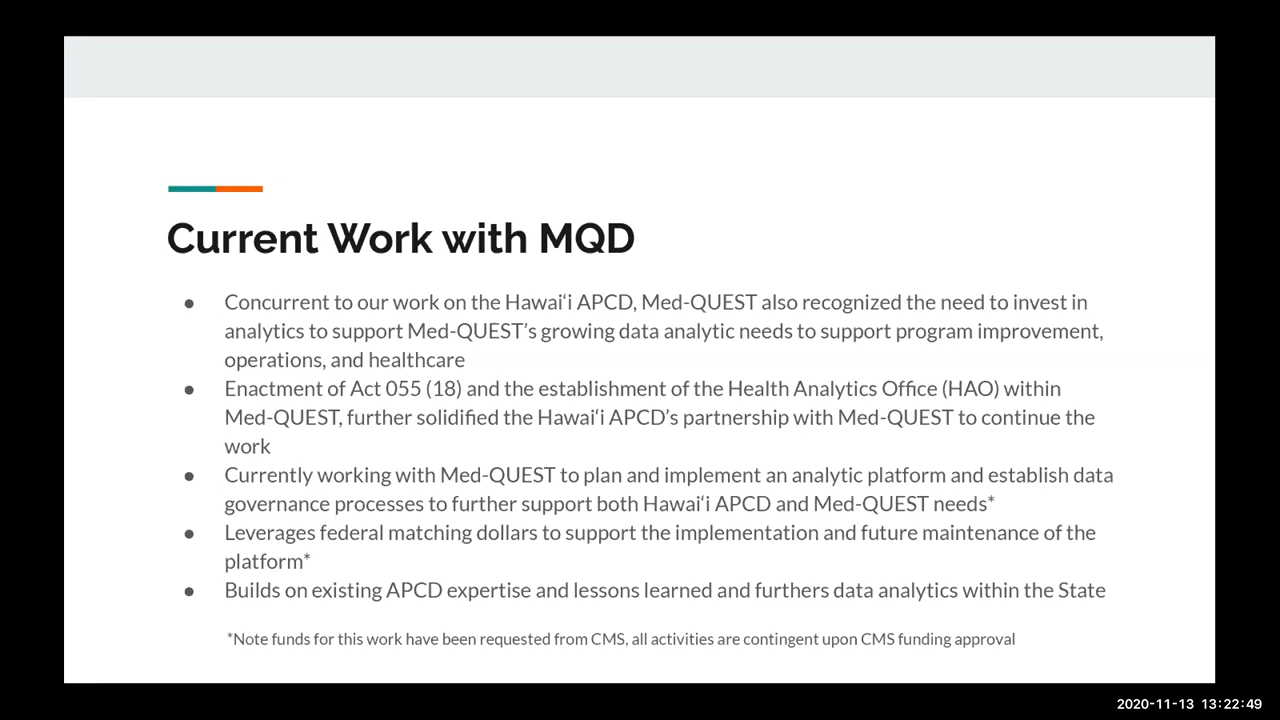 Current Work with MQD
● Concurrent to our work on the Hawai‘i APCD, Med-QUEST also recognized the need to invest in
analytics to support Med-QUEST’s growing data analytic needs to support program improvement,
operations, and healthcare
● Enactment of Act 055 (18) and the establishment of the Health Analytics Office (HAO) within
Med-QUEST, further solidified the Hawai‘i APCD’s partnership with Med-QUEST to continue the
work
● Currently working with Med-QUEST to plan and implement an analytic platform and establish data
governance processes to further support both Hawai‘i APCD and Med-QUEST needs*
● Leverages federal matching dollars to support the implementation and future maintenance of the
platform*
● Builds on existing APCD expertise and lessons learned and furthers data analytics within the State
*Note funds for this work have been requested from CMS, all activities are contingent upon CMS funding approval
2020-11-13 13:22:49